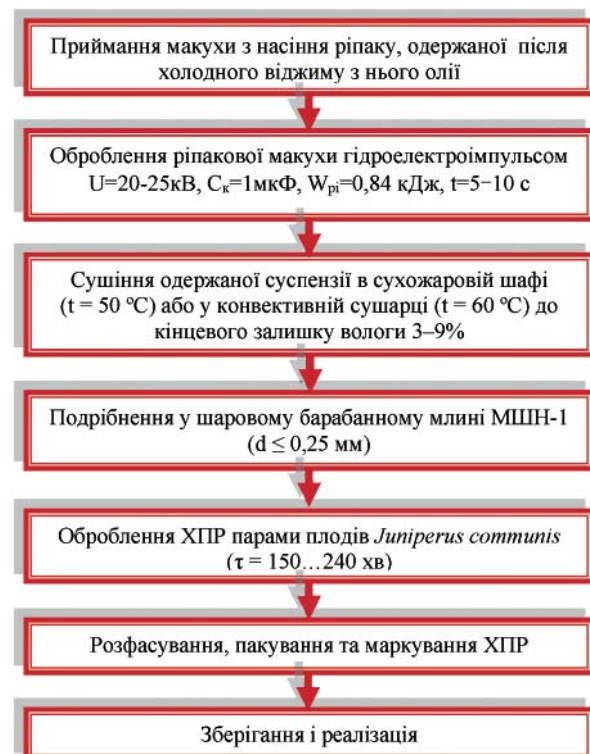 Приймання макухи з насіння ріпаку, одержаної після
холодного віджиму з нього олії
Оброблення ріпакової макухи гідроелектроімпульсом
U=20-25кВ, Cк=1мкФ, Wрі=0,84 кДж, t=5−10 с
Сушіння одержаної суспензії в сухожаровій шафі
(t = 50 ºС) або у конвективній сушарці (t = 60 ºС) до
кінцевого залишку вологи 3–9%
Подрібнення у шаровому барабанному млині МШН-1
(d ≤ 0,25 мм)
Оброблення ХПР парами плодів Juniperus communis
(τ = 150…240 хв)
Розфасування, пакування та маркування ХПР
Зберігання і реалізація